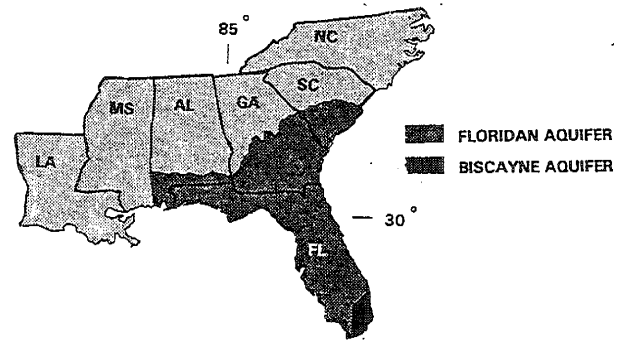 85°
NC
SC
MS
AL
GA
LA
FLORIDAN AQUIFER
BISCAYNE AQUIFER
30°
FL